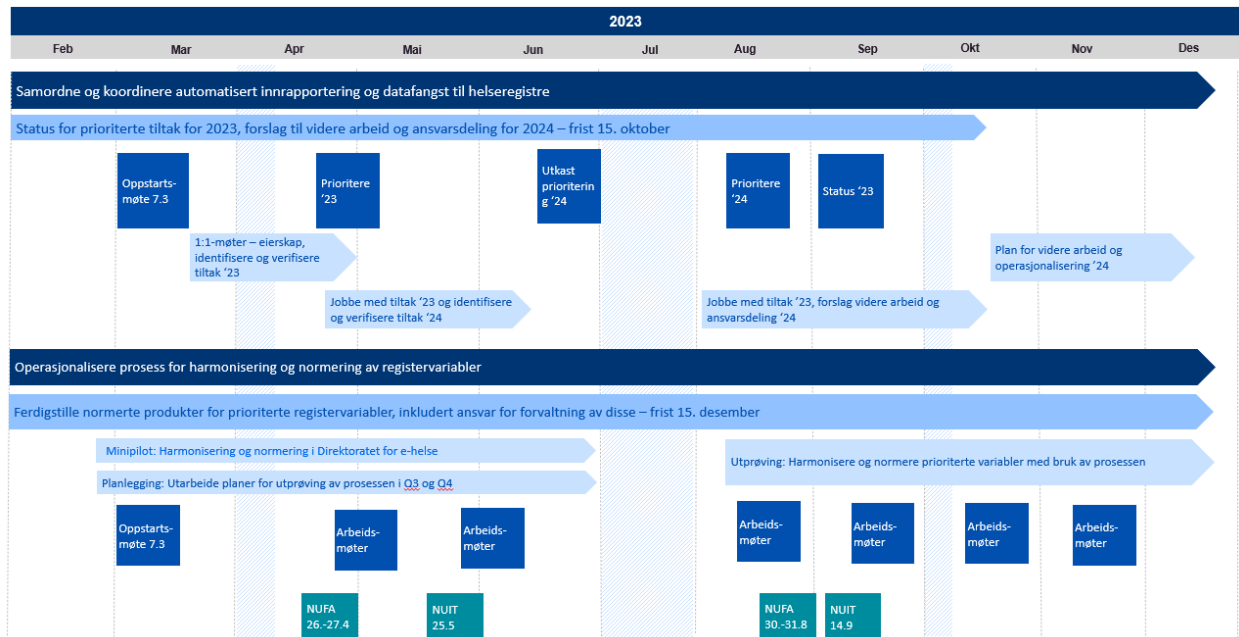 2023
Feb Mar Apr Mai Jun Jul Aug Sep Okt Nov Des
Samordne og koordinere automatisert innrapportering og datafangst til helseregistre
Status for prioriterte tiltak for 2023, forslag til videre arbeid og ansvarsdeling for 2024 – frist 15. oktober
Oppstarts-
møte 7.3
Prioritere
‘23
Utkast
prioriterin
g ‘24
Prioritere
‘24
Status ‘23
1:1-møter – eierskap,
identifisere og verifisere
tiltak ‘23
Plan for videre arbeid og
operasjonalisering ‘24
Jobbe med tiltak ‘23 og identifisere
og verifisere tiltak ‘24
Jobbe med tiltak ‘23, forslag videre arbeid og
ansvarsdeling ‘24
Operasjonalisere prosess for harmonisering og normering av registervariabler
Ferdigstille normerte produkter for prioriterte registervariabler, inkludert ansvar for forvaltning av disse – frist 15. desember
Minipilot: Harmonisering og normering i Direktoratet for e-helse
Utprøving: Harmonisere og normere prioriterte variabler med bruk av prosessen
Planlegging: Utarbeide planer for utprøving av prosessen i Q3 og Q4
Oppstarts-
møte 7.3
Arbeids-
møter
Arbeids-
møter
Arbeids-
møter
Arbeids-
møter
Arbeids-
møter
Arbeids-
møter
NUFA
26.-27.4
NUIT
25.5
NUFA
30.-31.8
NUIT
14.9